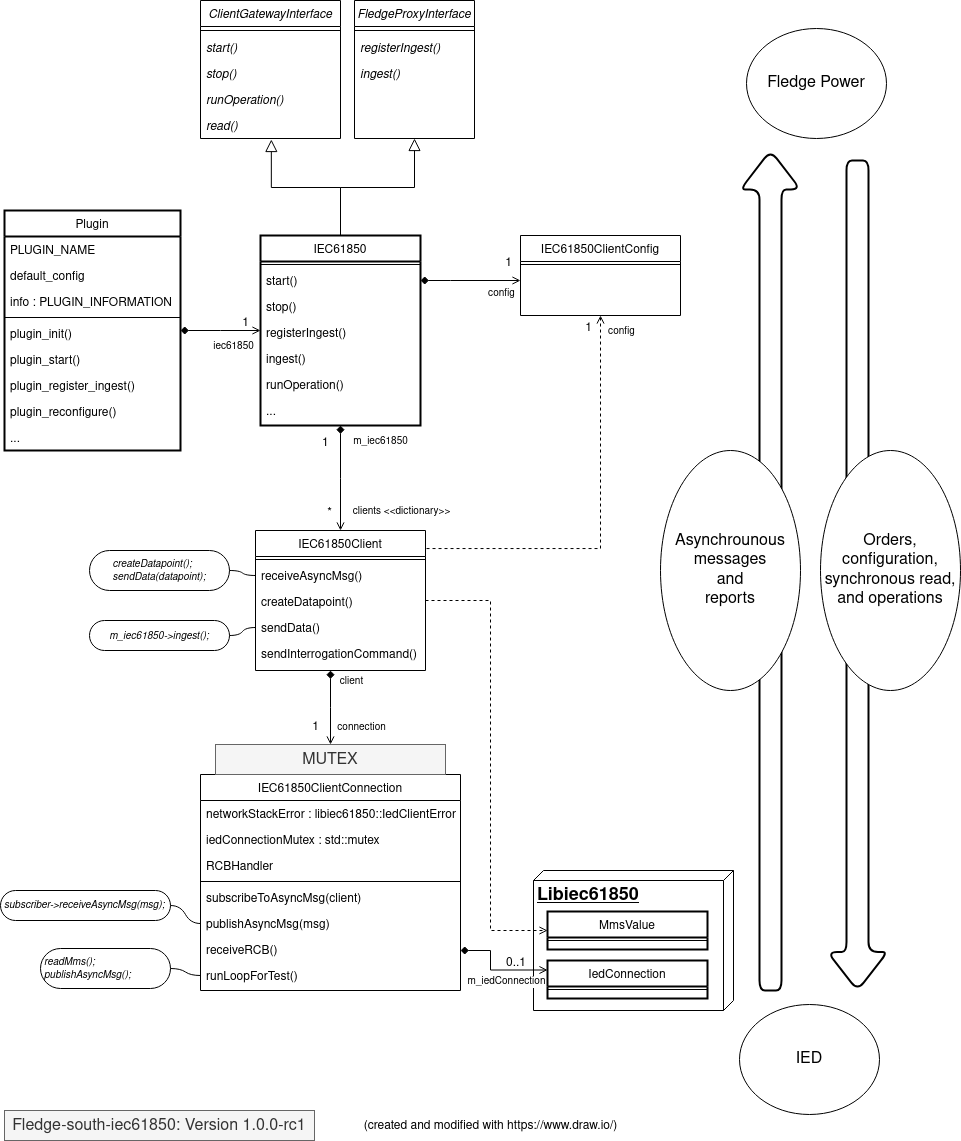 ClientGatewayInterface
start()
stop()
runOperation()
read()
FledgeProxyInterface
registerIngest()
ingest()
Fledge Power
Plugin
PLUGIN_NAME
default_config
info : PLUGIN_INFORMATION
plugin_init()
plugin_start()
plugin_register_ingest()
plugin_reconfigure()
...
1
iec61850
IEC61850
start()
stop()
registerIngest()
ingest()
runOperation()
...
1
config
IEC61850ClientConfig
1
config
1
m_iec61850
*
clients <<dictionary>>
IEC61850Client
receiveAsyncMsg()
createDatapoint()
sendData()
sendInterrogationCommand()
createDatapoint();
sendData(datapoint);
m_iec61850->ingest();
client
1
connection
Asynchrounous
messages
and
reports
Orders,
configuration,
synchronous read,
and operations
MUTEX
IEC61850ClientConnection
networkStackError : libiec61850::IedClientError
iedConnectionMutex : std::mutex
RCBHandler
subscribeToAsyncMsg(client)
publishAsyncMsg(msg)
receiveRCB()
runLoopForTest()
subscriber->receiveAsyncMsg(msg);
readMms();
publishAsyncMsg();
0..1
m_iedConnection
Libiec61850
MmsValue
IedConnection
IED
Fledge-south-iec61850: Version 1.0.0-rc1
(created and modified with https://www.draw.io/)